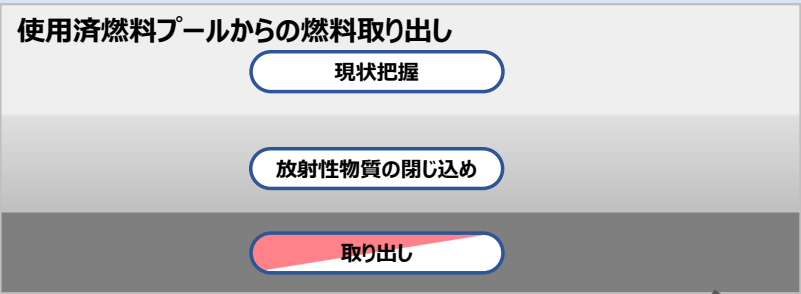 使用済燃料プールからの燃料取り出し
現状把握
放射性物質の閉じ込め
取り出し